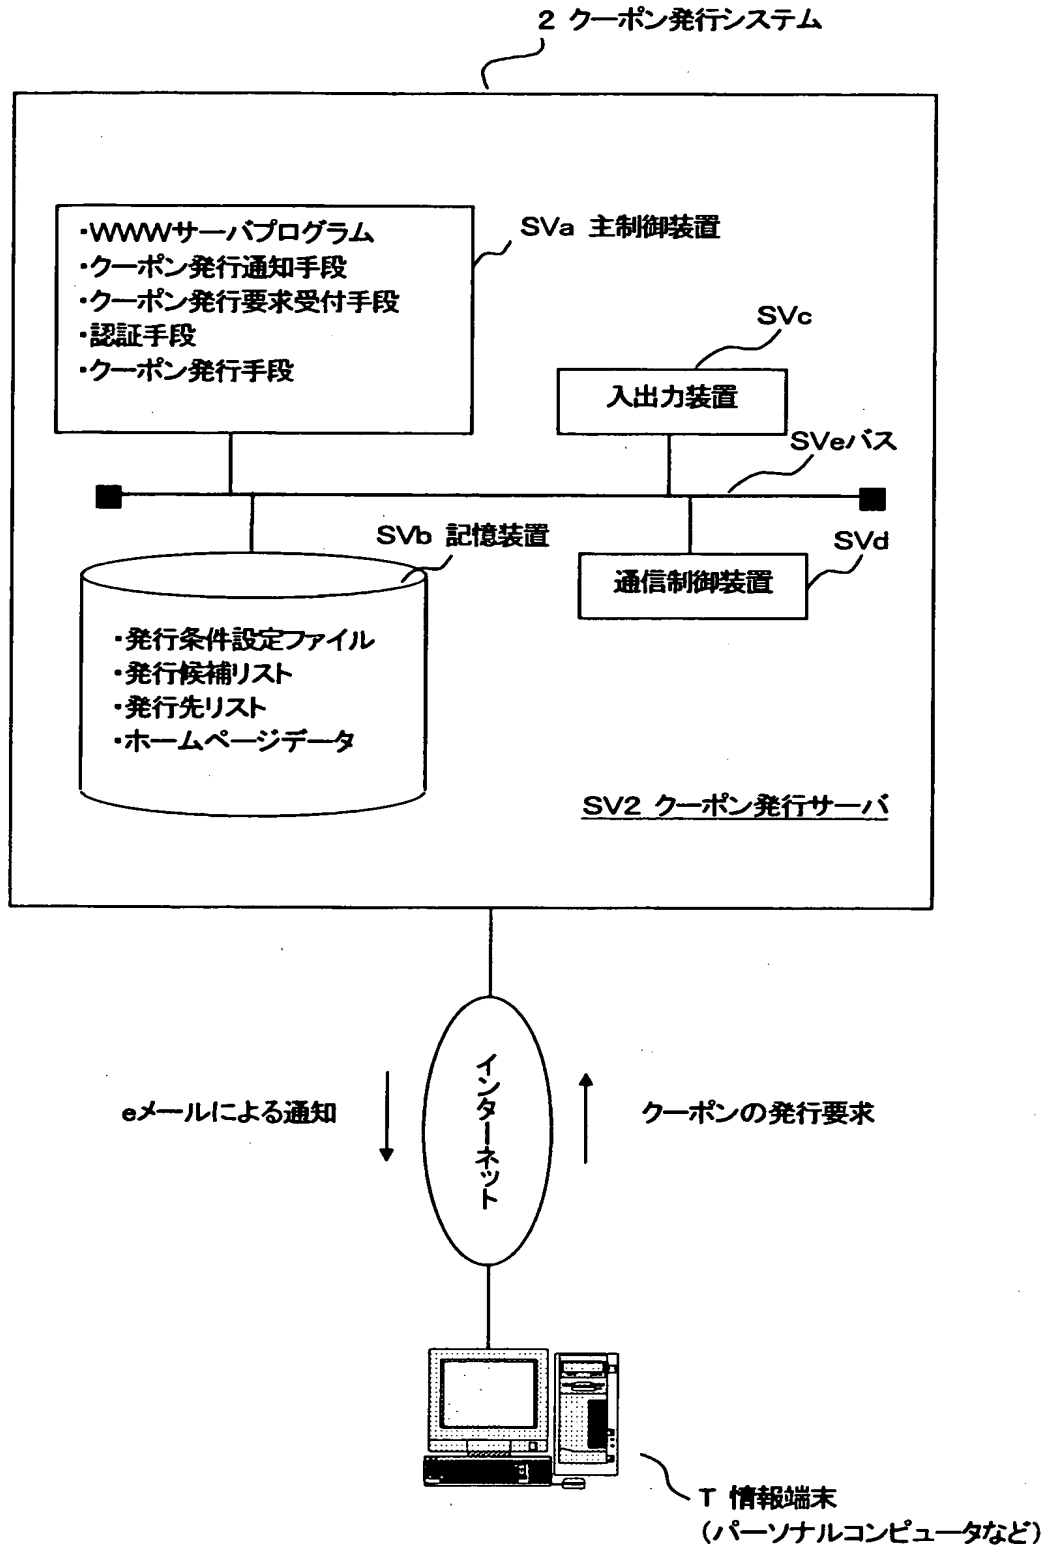 2 クーポン発行システム
・WWWサーバプログラム
・クーポン発行通知手段
・クーポン発行要求受付手段
・認証手段
・クーポン発行手段
SVa 主制御装置
SVc
入出力装置
SVeバス
SVb 記憶装置
SVd
通信制御装置
・発行条件設定ファイル
・発行候補リスト
・発行先リスト
・ホームページデータ
SV2 クーポン発行サーバ
eメールによる通知
インターネット
クーポンの発行要求
T 情報端末
（パーソナルコンピュータなど）